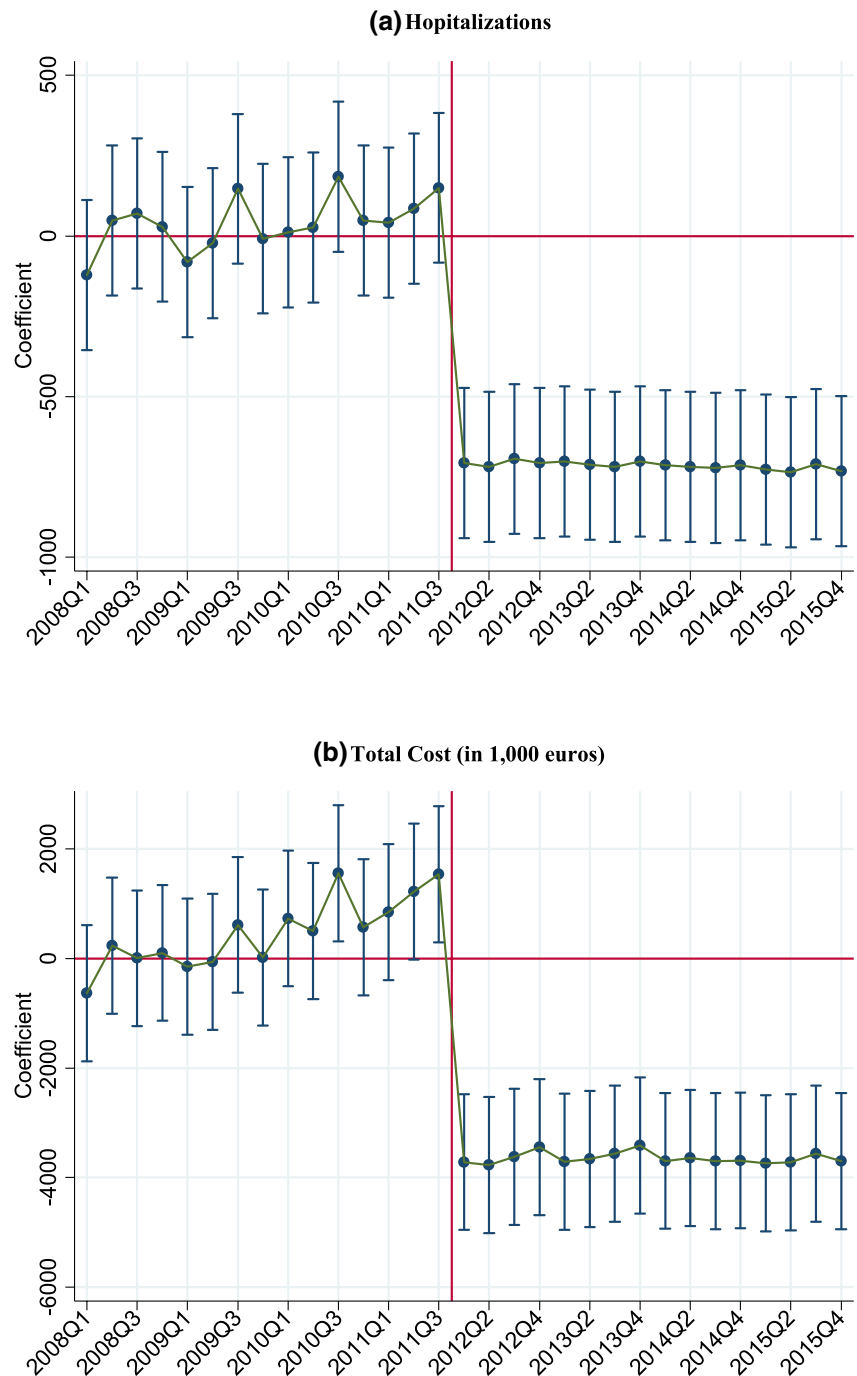 (a) Hopitalizations
500
0
-500
-1000
Coefficient
2008Q1
2008Q3
2009Q1
2009Q3
2010Q1
2010Q3
2011Q1
2011Q3
2012Q2
2012Q4
2013Q2
2013Q4
2014Q2
2014Q4
2015Q2
2015Q4
(b) Total Cost (in 1,000 euros)
2000
0
-2000
-4000
-6000
Coefficient
2008Q1
2008Q3
2009Q1
2009Q3
2010Q1
2010Q3
2011Q1
2011Q3
2012Q2
2012Q4
2013Q2
2013Q4
2014Q2
2014Q4
2015Q2
2015Q4